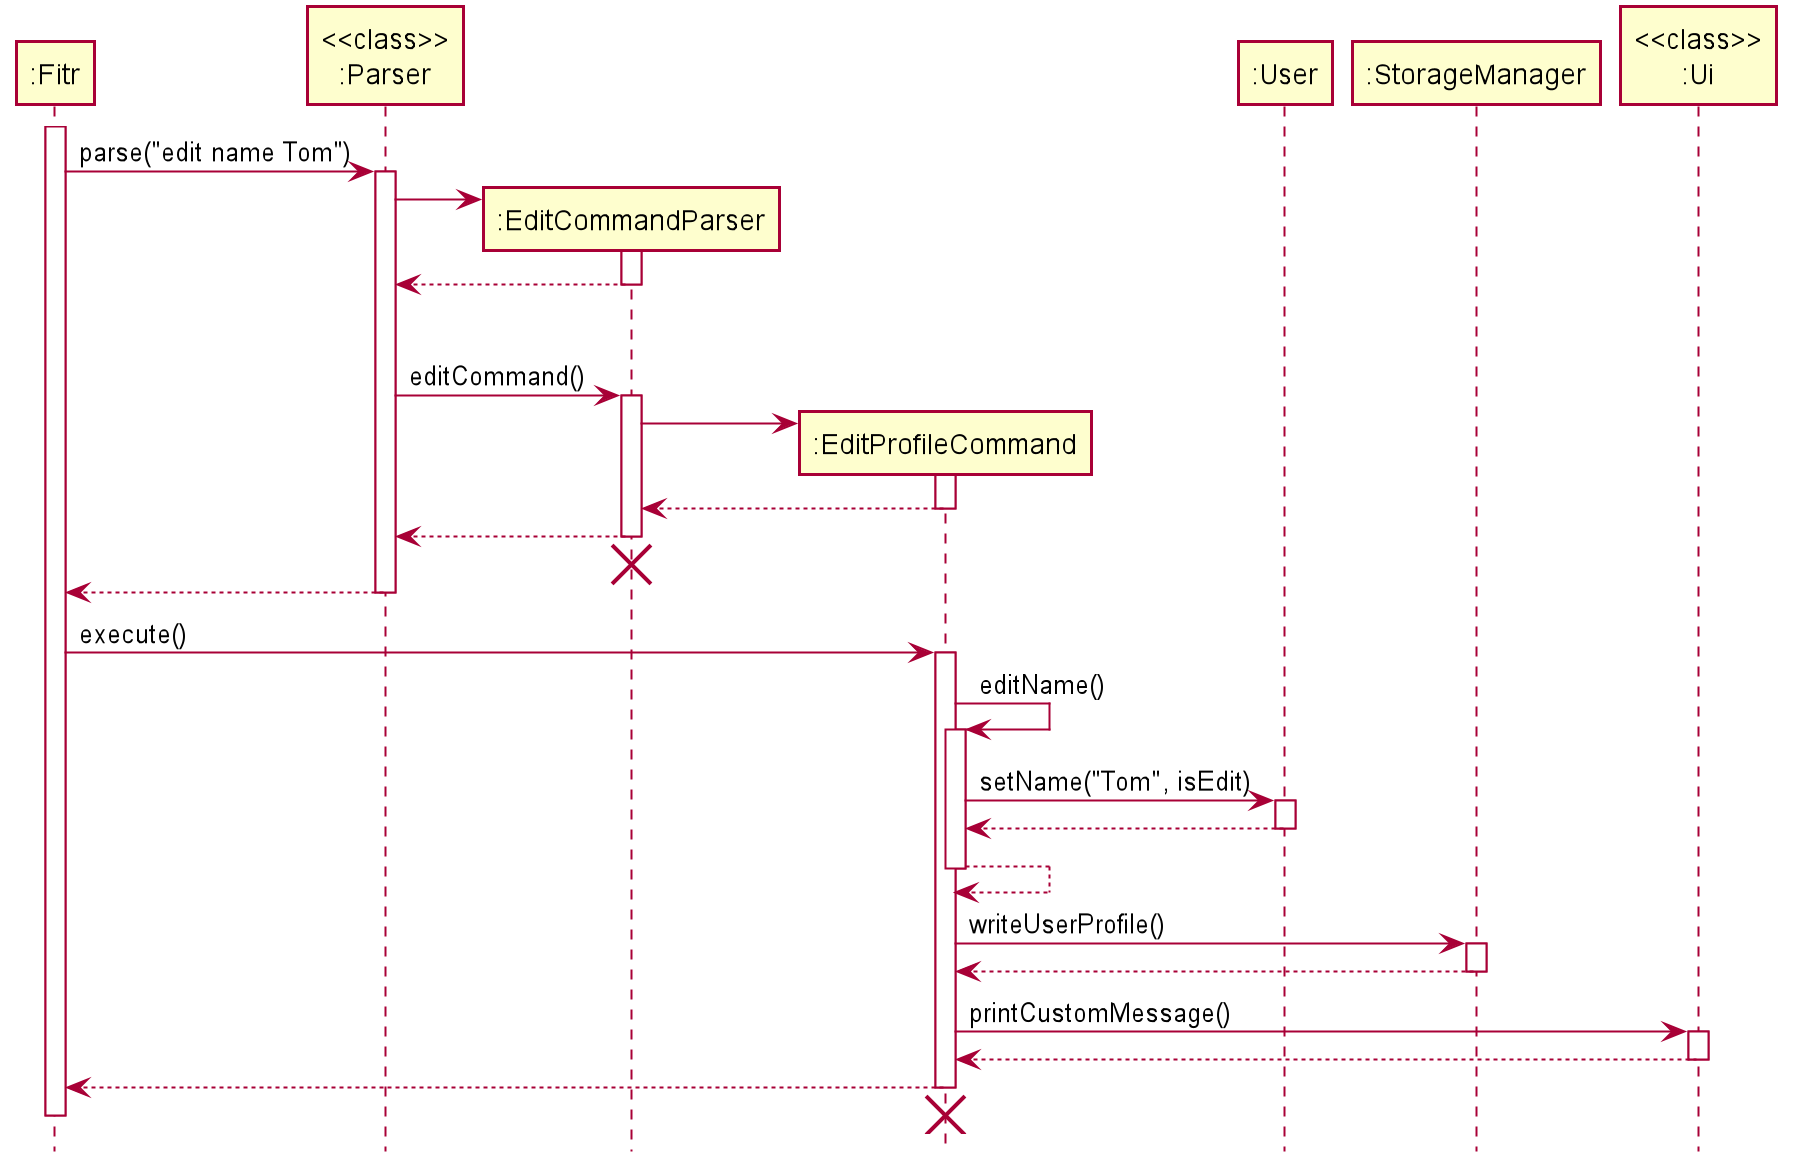 <<class>>
<<class>>
:Fitr
:Parser
:User
:StorageManager
:Ui
parse("edit name Tom")
:EditCommandParser
editCommand()
:EditProfileCommand
execute()
editName()
setName("Tom", isEdit)
writeUserProfile()
printCustomMessage()